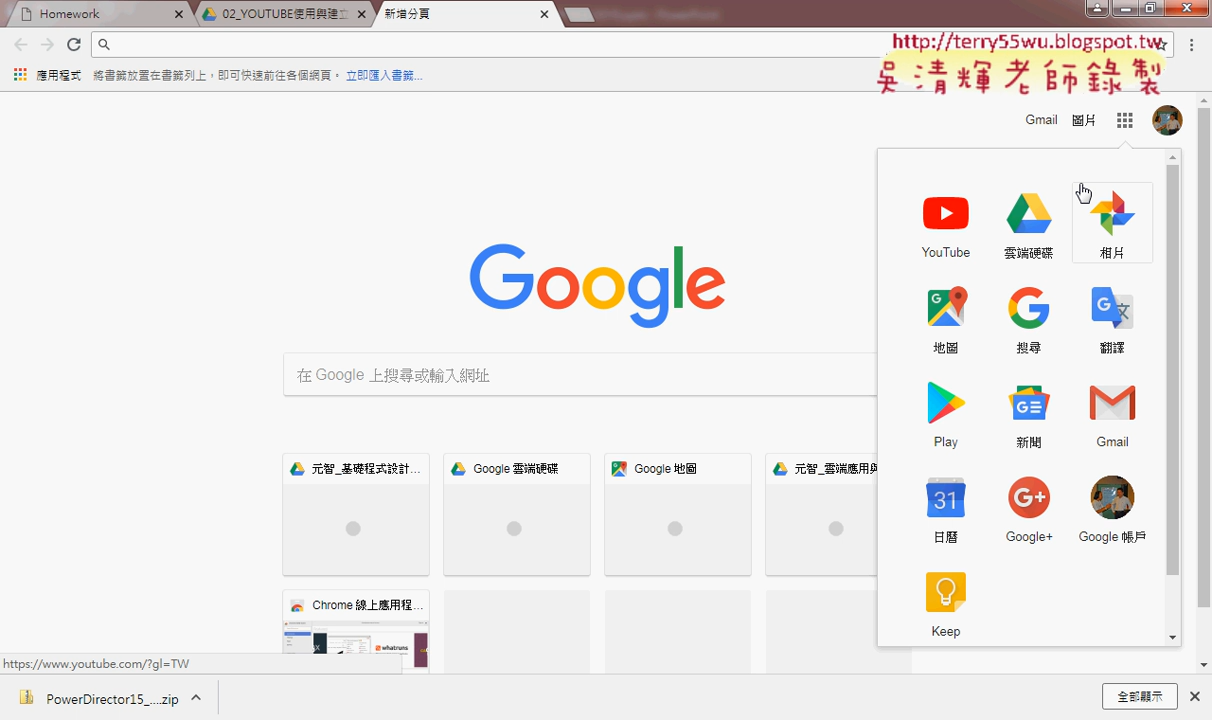 Homework
02_YOUTUBE使用與建立
新增分頁
http://terry55wu.blogspot.tw
吳清輝老師錄製
應用程式 將書籤放置在書籤列上，即可快速前往各個網頁。 立即匯入書籤...
Gmail 圖片
YouTube 雲端硬碟 相片
Google
地圖 搜尋 翻譯
在 Google 上搜尋或輸入網址
Play 新聞 Gmail
元智_基礎程式設計... Google 雲端硬碟 Google 地圖 元智_雲端應用與
31
日曆 Google+ Google 帳戶
Chrome 線上應用程...
whatruns
Keep
https://www.youtube.com/?gl=TW
PowerDirector15_....zip
全部顯示